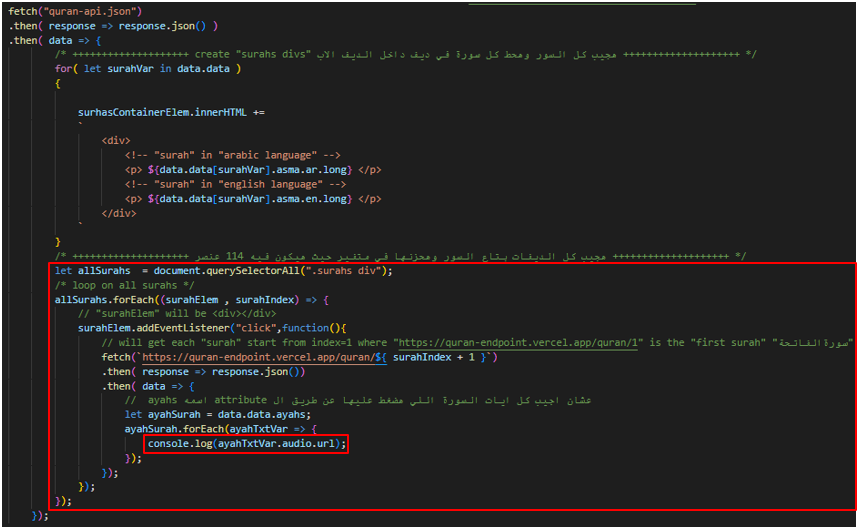 fetch("quran-api.json")
.then( response => response.json() )
.then( data => {
/* ++++++++++++++++++++ create "surahs divs" هجيب كل السور وهحط كل سورة في ديف داخل الديف الاب ++++++++++++++++++++ */
for( let surahVar in data.data )
{
surhasContainerElem.innerHTML +=
`
<div>
<!-- "surah" in "arabic language" -->
<p> ${data.data[surahVar].asma.ar.long} </p>
<!-- "surah" in "english language" -->
<p> ${data.data[surahVar].asma.en.long} </p>
</div>
`
}
/* ++++++++++++++++++++ هجيب كل الديفات بتاع السور وهخزنها في متغير حيث هيكون فيه 114 عنصر ++++++++++++++++++++ */
let allSurahs  = document.querySelectorAll(".surahs div");
/* loop on all surahs */
allSurahs.forEach((surahElem , surahIndex) => {
// "surahElem" will be <div></div>
surahElem.addEventListener("click",function(){
// will get each "surah" start from index=1 where "https://quran-endpoint.vercel.app/quran/1" is the "first surah" "سورة الفاتحة"
fetch(`https://quran-endpoint.vercel.app/quran/${ surahIndex + 1 }`)
.then( response => response.json())
.then( data => {
// ayahs اسمه attribute عشان اجيب كل ايات السورة اللي هضغط عليها عن طريق ال
let ayahSurah = data.data.ayahs;
ayahSurah.forEach(ayahTxtVar => {
console.log(ayahTxtVar.audio.url);
});
});
});
});
});